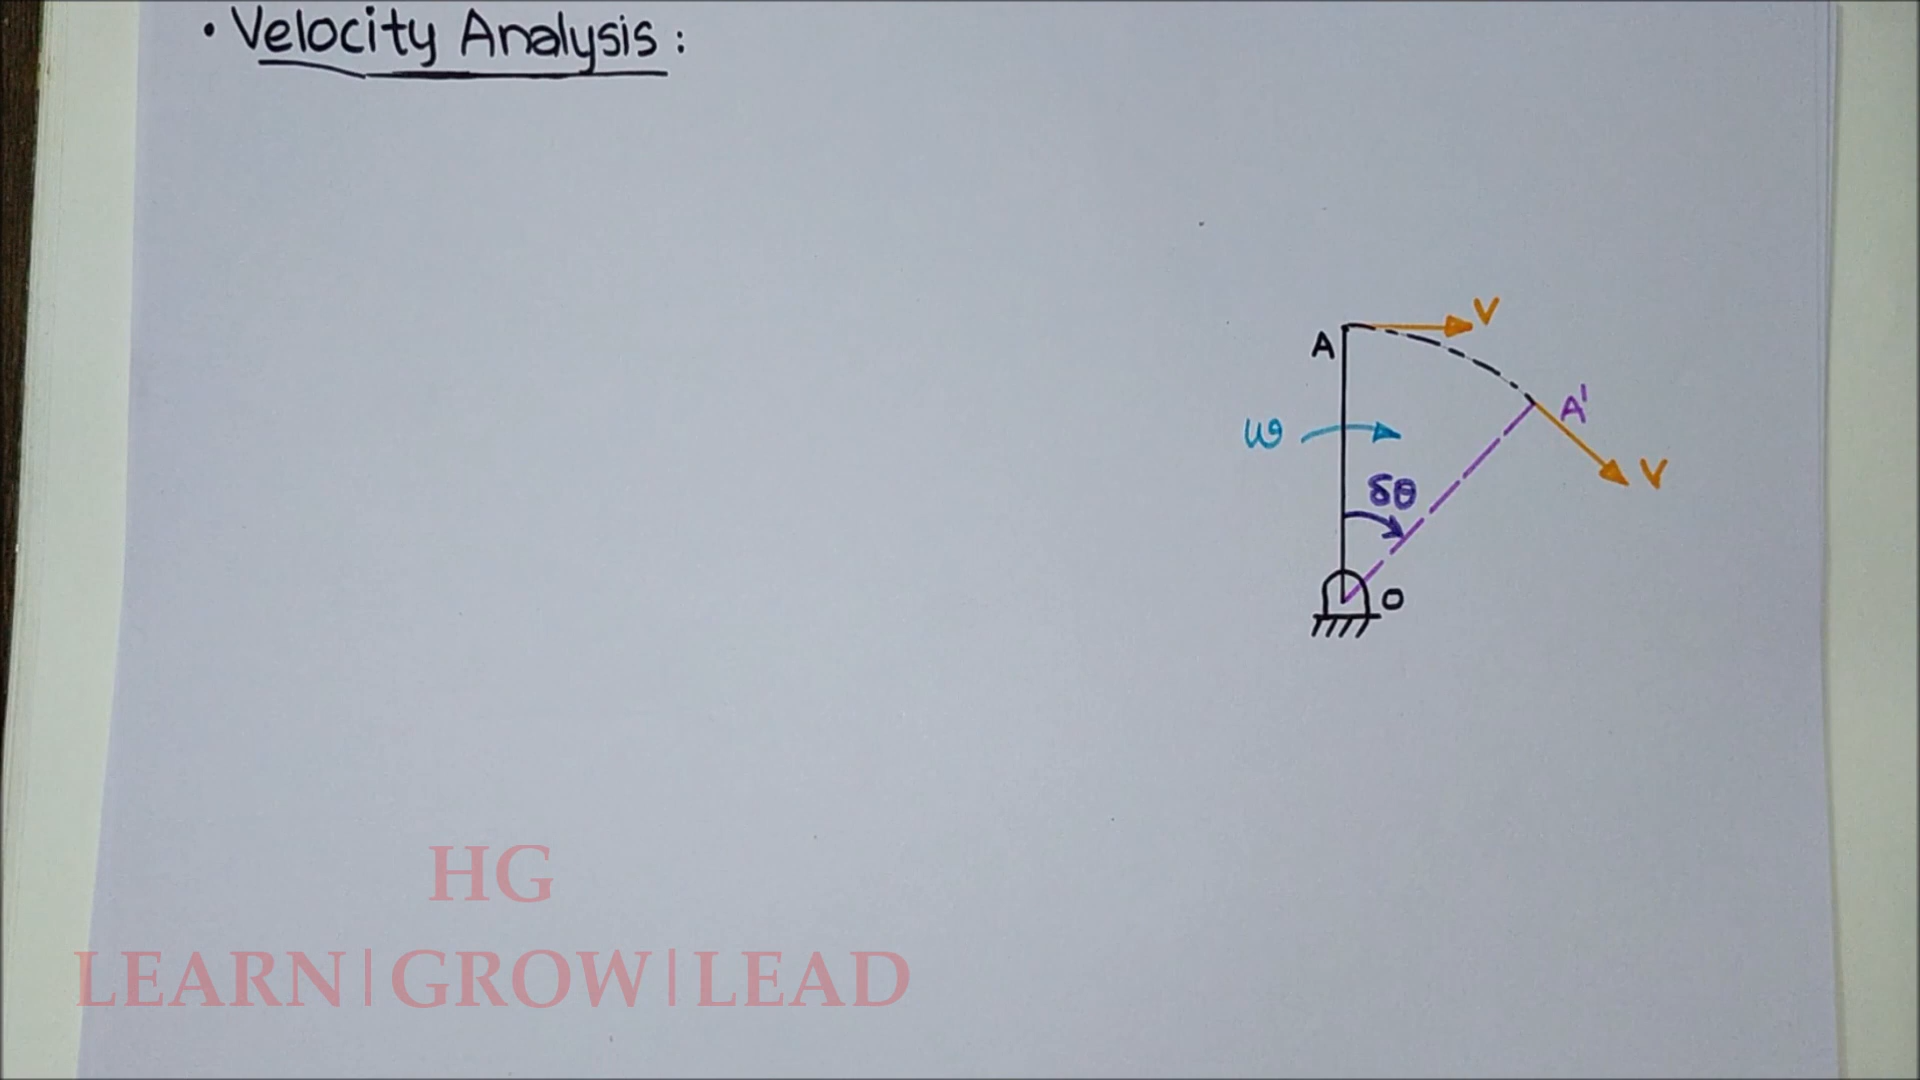 • Velocity Analysis :
V
A
A'
ω
V
δθ
O
HG
LEARN|GROW|LEAD